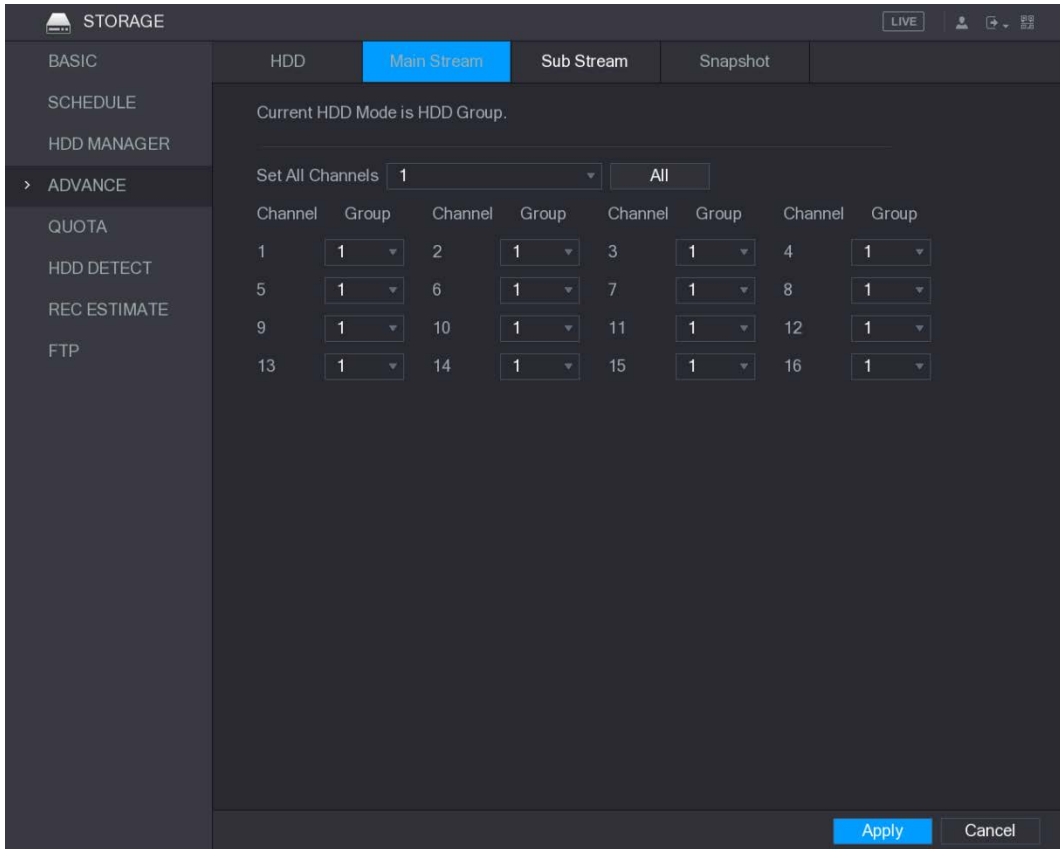 STORAGE LIVE
BASIC
SCHEDULE
HDD MANAGER
> ADVANCE
QUOTA
HDD DETECT
REC ESTIMATE
FTP
HDD Main Stream Sub Stream Snapshot
Current HDD Mode is HDD Group.
Set All Channels 1 All
Channel Group Channel Group Channel Group Channel Group
1 1 2 1 3 1 4 1
5 1 6 1 7 1 8 1
9 1 10 1 11 1 12 1
13 1 14 1 15 1 16 1
Apply Cancel